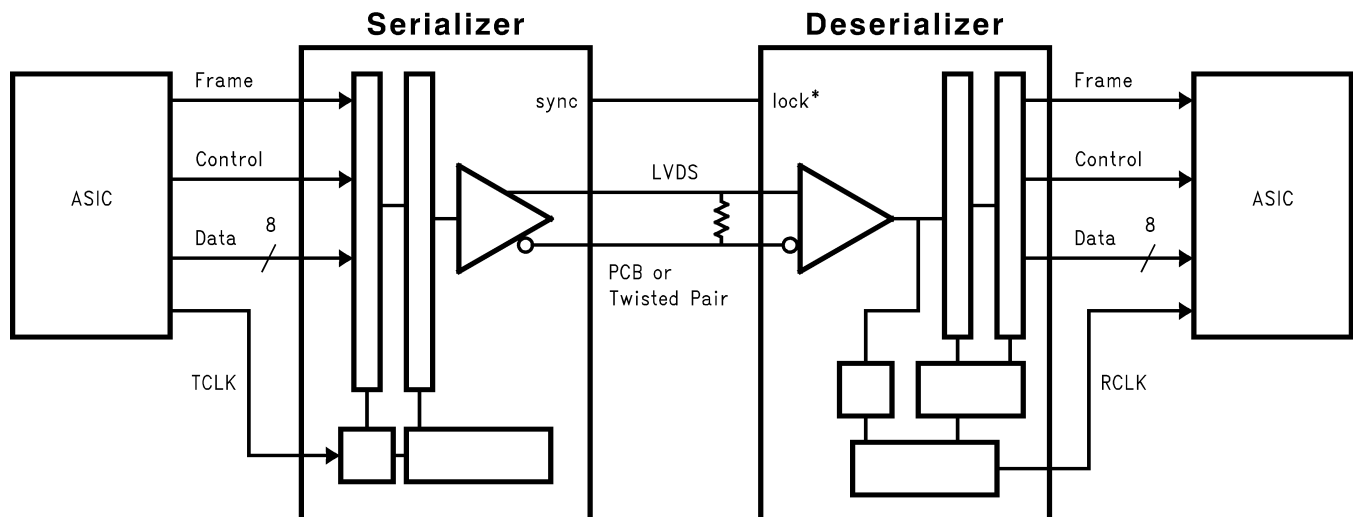 Serializer
Deserializer
Frame
sync
lock*
Frame
Control
LVDS
Control
ASIC
ASIC
8
8
Data
Data
PCB or
Twisted Pair
TCLK
RCLK